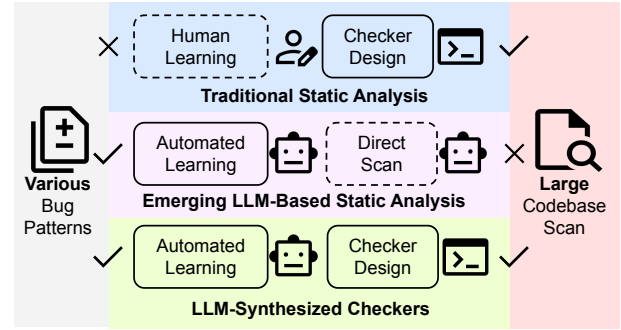 Human
Learning
Checker
Design
Traditional Static Analysis
Various
Bug
Patterns
Automated
Learning
Direct
Scan
Emerging LLM-Based Static Analysis
Large
Codebase
Scan
Automated
Learning
Checker
Design
LLM-Synthesized Checkers